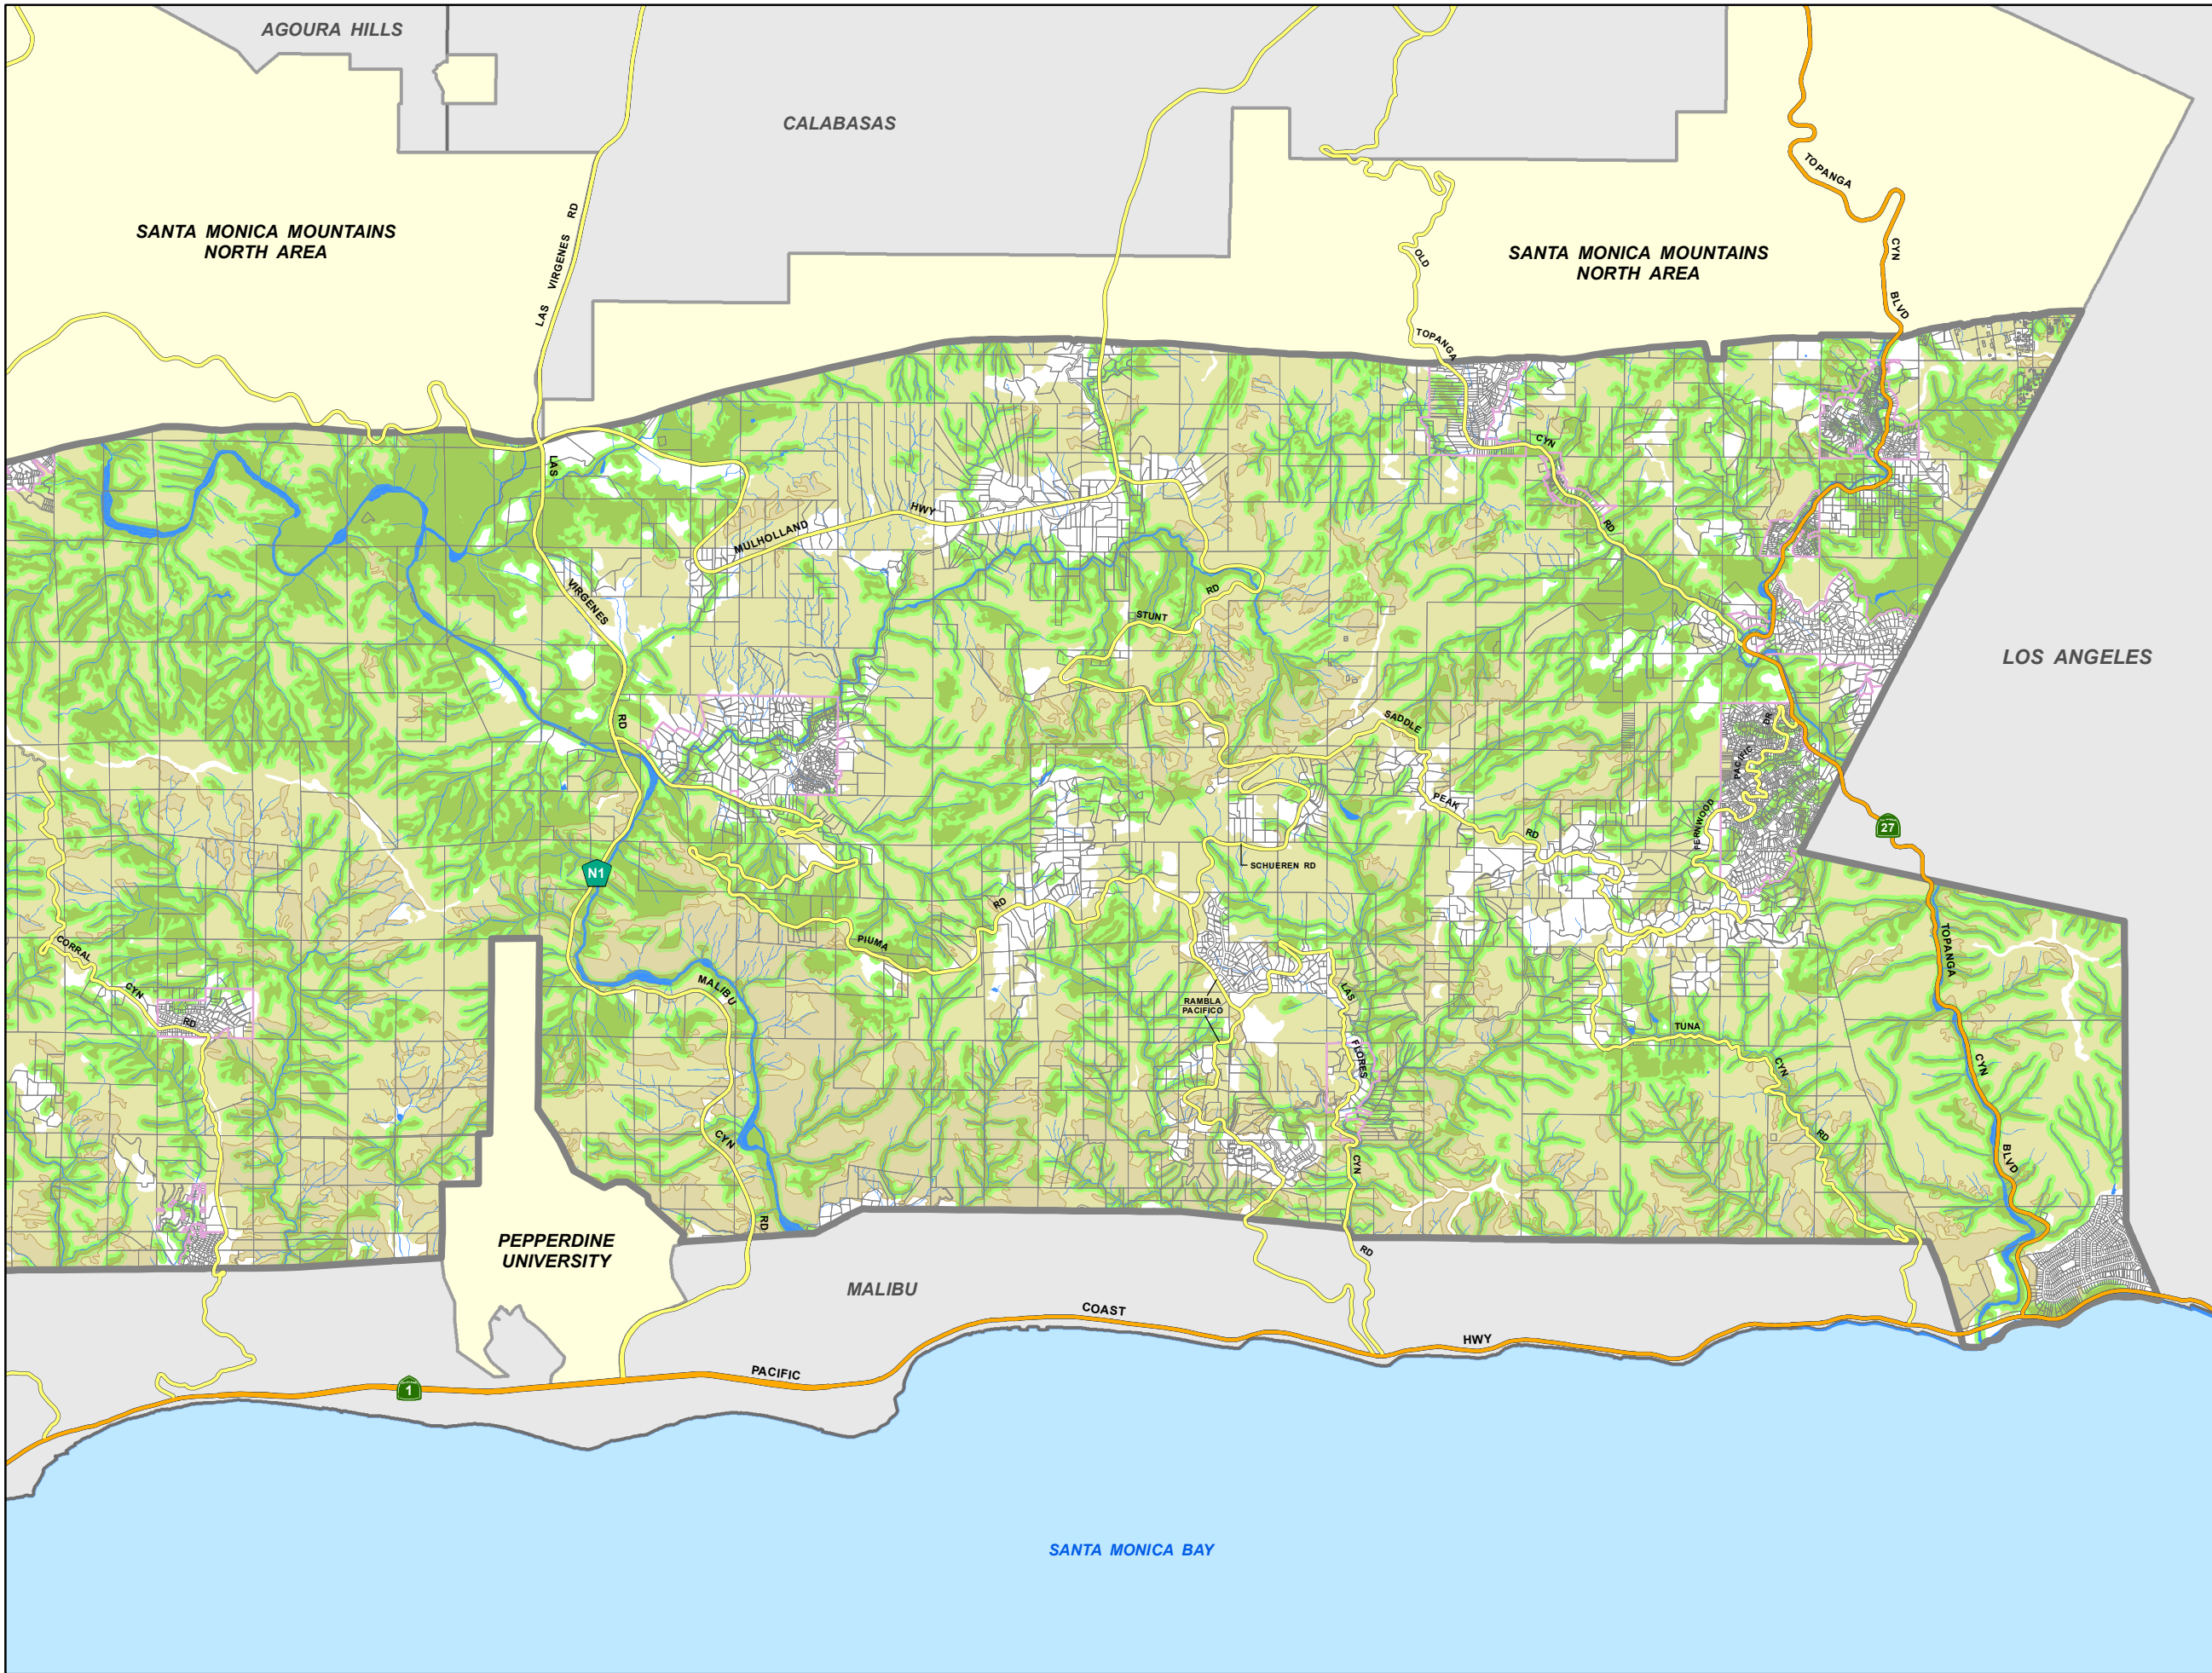 AGOURA HILLS
CALABASAS
SANTA MONICA MOUNTAINS
NORTH AREA
SANTA MONICA MOUNTAINS
NORTH AREA
LAS VIRGENES RD
OLD
TOPANGA
CYN
RD
TOPANGA
CYN
BLVD
LAS
VIRGENES
RD
MULHOLLAND
HWY
STUNT
RD
LOS ANGELES
SADDLE
PEAK
RD
DR
PACIFIC
FERNWOOD
27
SCHUEREN RD
N1
PIUMA
RD
CORRAL
CYN
RD
MALIBU
CYN
RD
RAMBLA
PACIFICO
LAS
FLORES
CYN
RD
TUNA
CYN
RD
TOPANGA
CYN
BLVD
PEPPERDINE
UNIVERSITY
MALIBU
PACIFIC
COAST
HWY
1
SANTA MONICA BAY